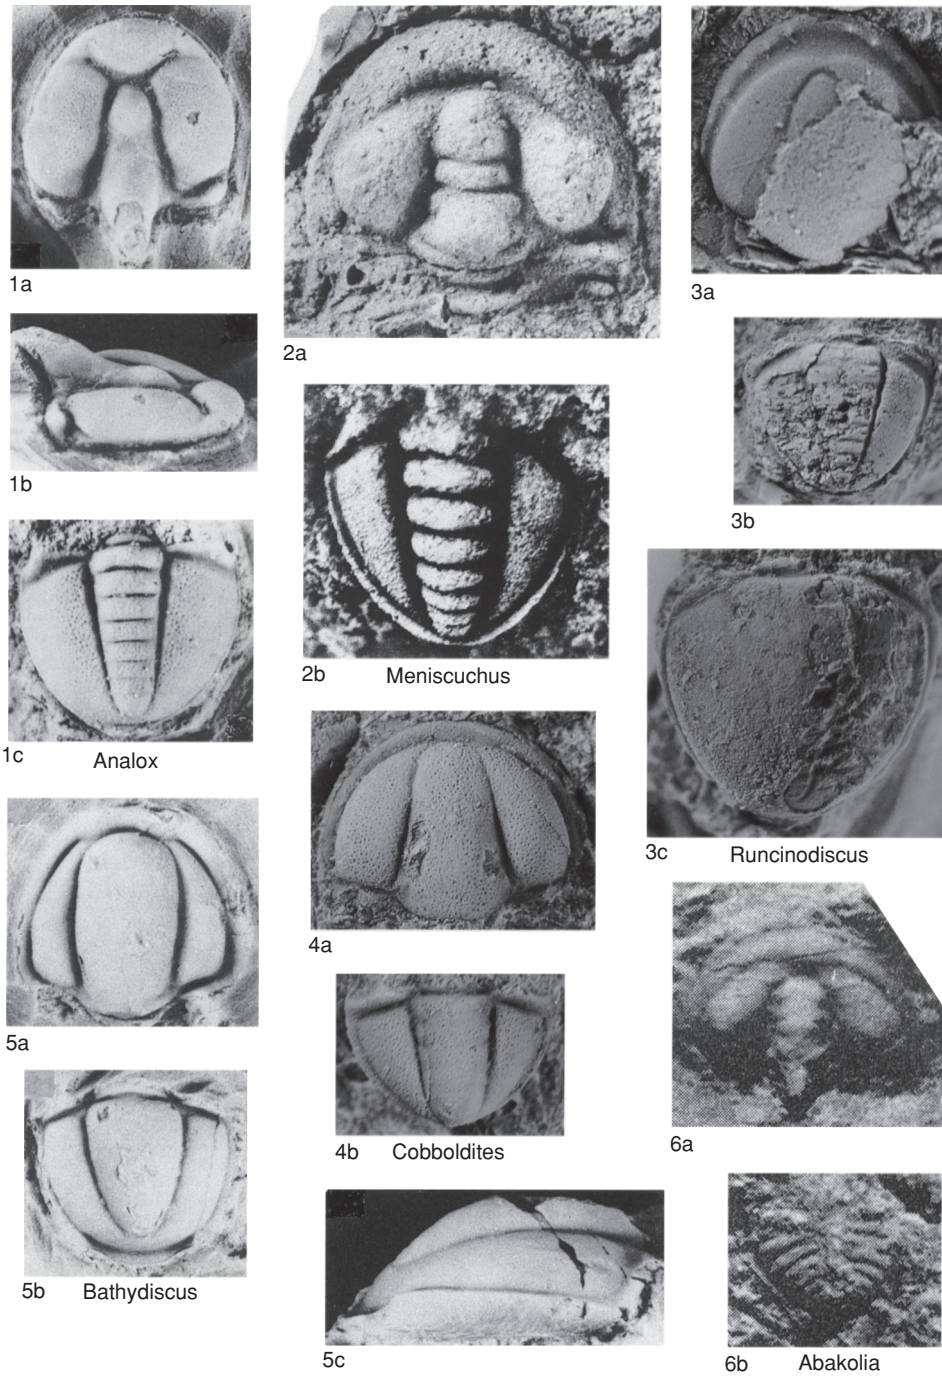 1a
2a
3a
1b
3b
2b Meniscuchus
1c Analox
3c Runcinodiscus
4a
5a
4b Cobboldites
6a
5b Bathydiscus
5c
6b Abakolia